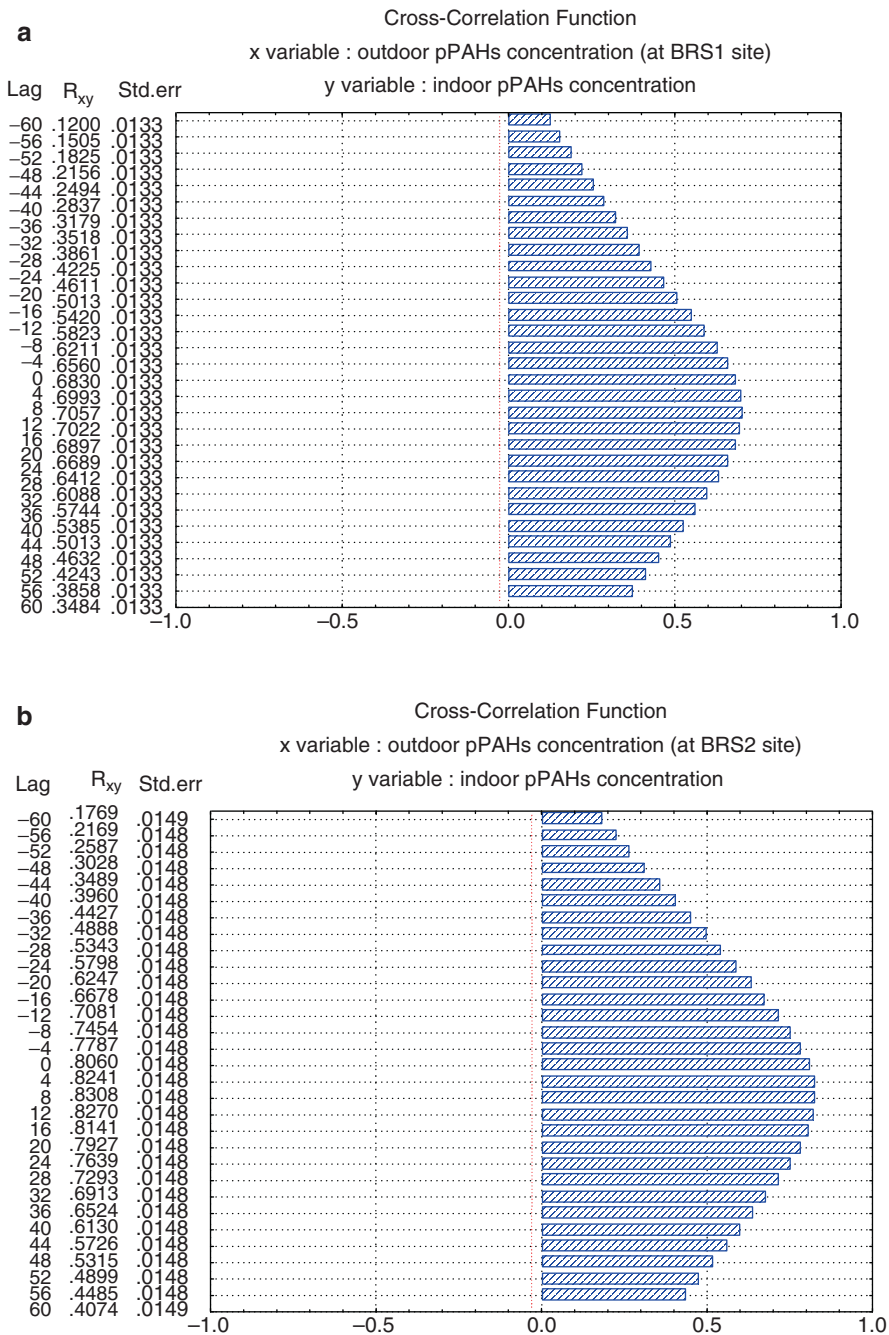 a
Cross-Correlation Function
x variable : outdoor pPAHs concentration (at BRS1 site)
y variable : indoor pPAHs concentration
Lag Rxy Std.err
−60 .1200 .0133
−56 .1505 .0133
−52 .1825 .0133
−48 .2156 .0133
−44 .2494 .0133
−40 .2837 .0133
−36 .3179 .0133
−32 .3518 .0133
−28 .3861 .0133
−24 .4225 .0133
−20 .4611 .0133
−16 .5013 .0133
−12 .5420 .0133
−8 .5823 .0133
−4 .6211 .0133
0 .6560 .0133
4 .6830 .0133
8 .6993 .0133
12 .7057 .0133
16 .7022 .0133
20 .6897 .0133
24 .6689 .0133
28 .6412 .0133
32 .6088 .0133
36 .5744 .0133
40 .5385 .0133
44 .5013 .0133
48 .4632 .0133
52 .4243 .0133
56 .3858 .0133
60 .3484 .0133
−1.0 −0.5 0.0 0.5 1.0
b
Cross-Correlation Function
x variable : outdoor pPAHs concentration (at BRS2 site)
y variable : indoor pPAHs concentration
Lag Rxy Std.err
−60 .1769 .0149
−56 .2169 .0148
−52 .2587 .0148
−48 .3028 .0148
−44 .3489 .0148
−40 .3960 .0148
−36 .4427 .0148
−32 .4888 .0148
−28 .5343 .0148
−24 .5798 .0148
−20 .6247 .0148
−16 .6678 .0148
−12 .7081 .0148
−8 .7454 .0148
−4 .7787 .0148
0 .8060 .0148
4 .8241 .0148
8 .8308 .0148
12 .8270 .0148
16 .8141 .0148
20 .7927 .0148
24 .7639 .0148
28 .7293 .0148
32 .6913 .0148
36 .6524 .0148
40 .6130 .0148
44 .5726 .0148
48 .5315 .0148
52 .4899 .0148
56 .4485 .0148
60 .4074 .0149
−1.0 −0.5 0.0 0.5 1.0